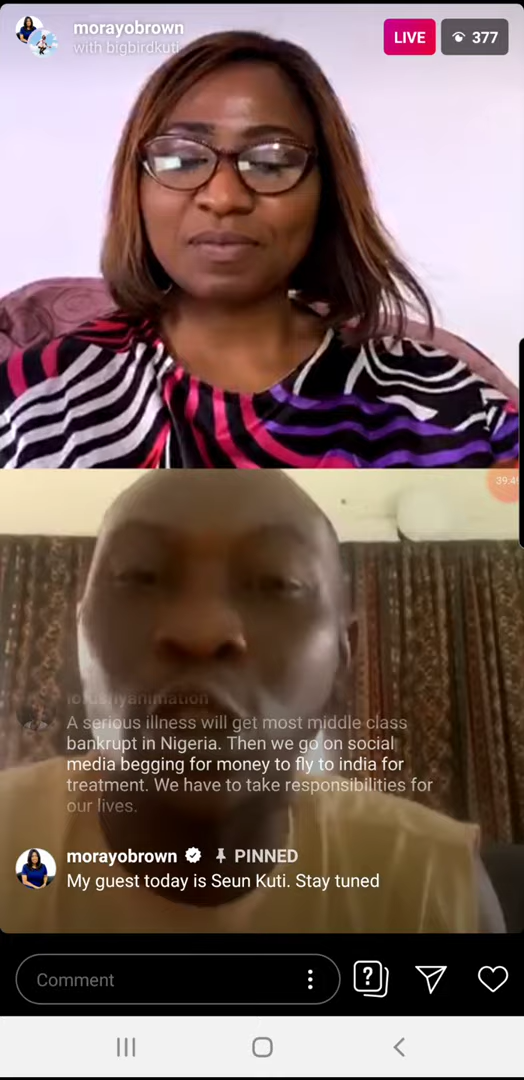 morayobrown
with bigbirdkuti
LIVE
377
A serious illness will get most middle class
bankrupt in Nigeria. Then we go on social
media begging for money to fly to india for
treatment. We have to take responsibilities for
our lives.
morayobrown PINNED
My guest today is Seun Kuti. Stay tuned
Comment